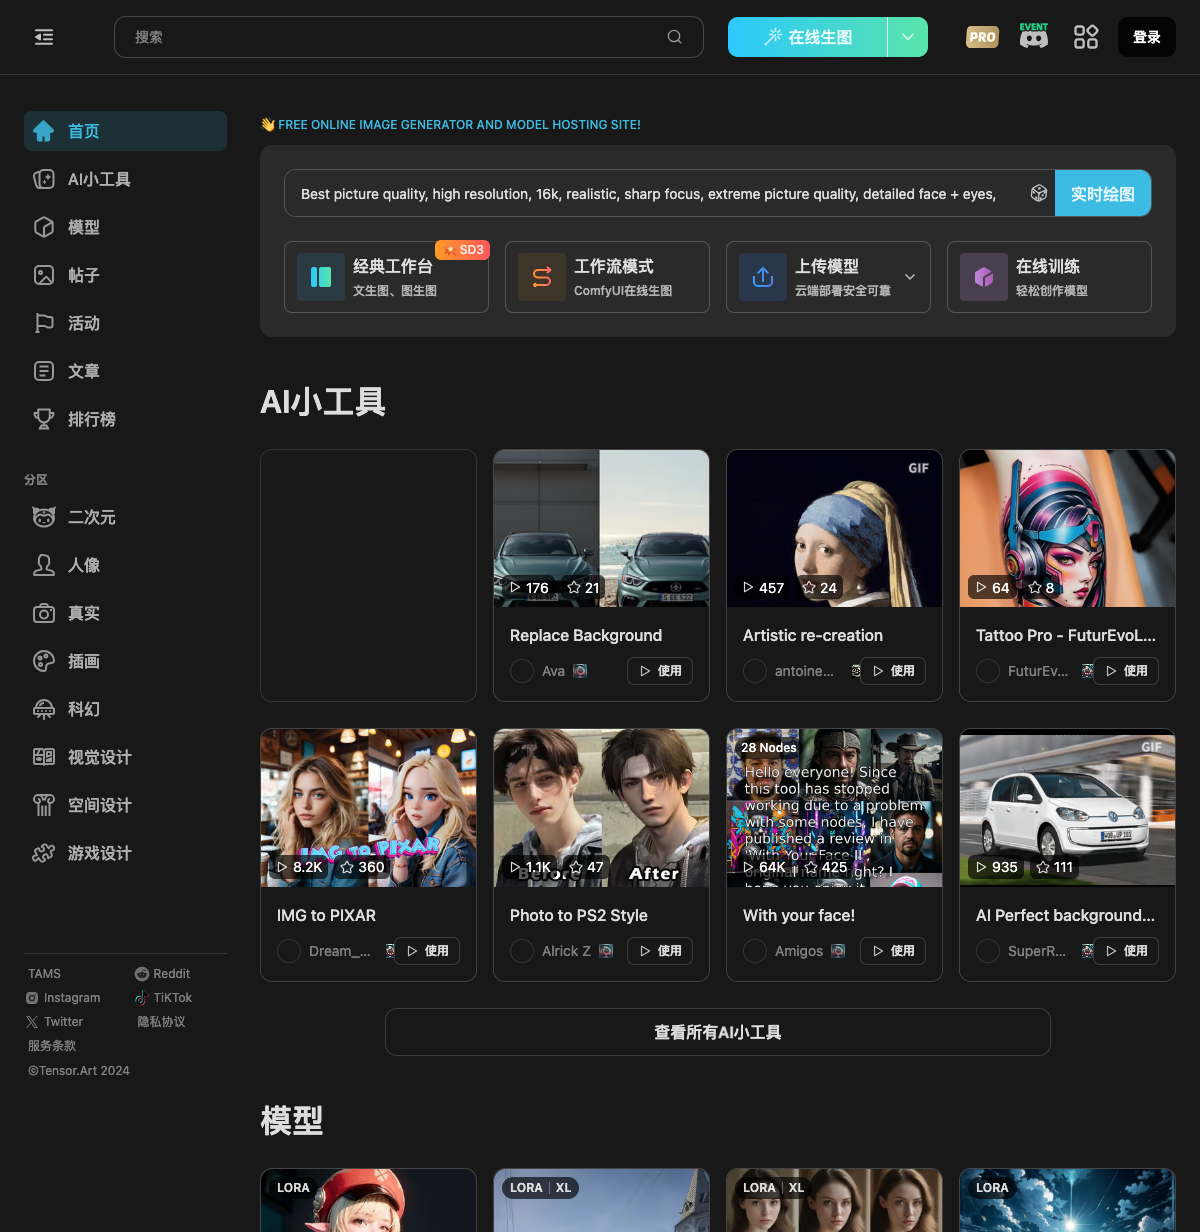 搜索
在线生图
PRO
EVENT
登录
首页
AI小工具
模型
帖子
活动
文章
排行榜
分区
二次元
人像
真实
插画
科幻
视觉设计
空间设计
游戏设计
TAMS
Reddit
Instagram
TiKTok
Twitter
隐私协议
服务条款
©Tensor.Art 2024
👋 FREE ONLINE IMAGE GENERATOR AND MODEL HOSTING SITE!
Best picture quality, high resolution, 16k, realistic, sharp focus, extreme picture quality, detailed face + eyes,
实时绘图
经典工作台
SD3
文生图、图生图
工作流模式
ComfyUI在线生图
上传模型
云端部署安全可靠
在线训练
轻松创作模型
AI小工具
176
21
Replace Background
Ava
使用
GIF
457
24
Artistic re-creation
antoine...
使用
64
8
Tattoo Pro - FuturEvoL...
FuturEv...
使用
IMG TO PIXAR
8.2K
360
IMG to PIXAR
Dream_...
使用
Before
After
1.1K
47
Photo to PS2 Style
Alrick Z
使用
28 Nodes
Hello everyone! Since
this tool has stopped
working due to a problem
with some nodes, I have
published a review in
"With Your Face II"
64K
425
With your face!
Amigos
使用
GIF
935
111
AI Perfect background...
SuperR...
使用
查看所有AI小工具
模型
LORA
LORA
XL
LORA
XL
LORA